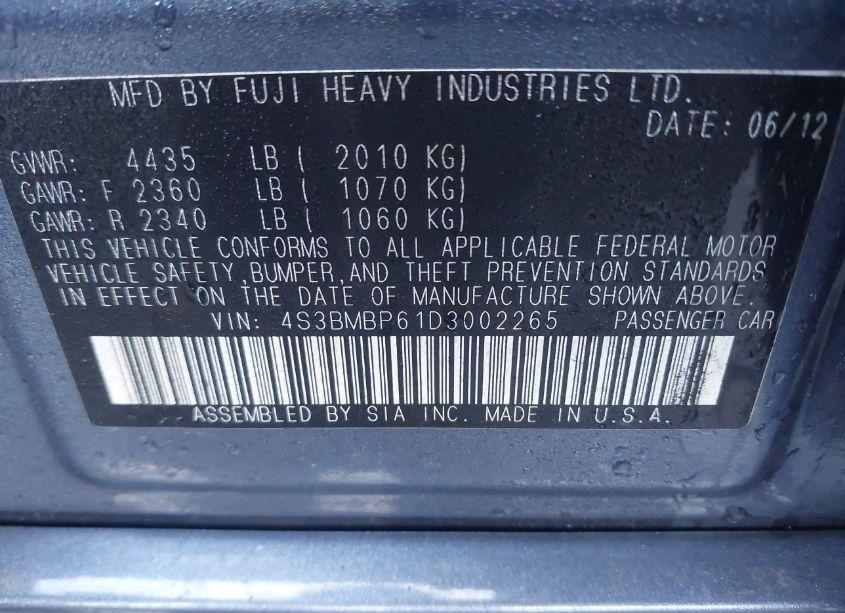 MFD BY FUJI HEAVY INDUSTRIES LTD.
DATE: 06/12
GVWR: 4435 LB ( 2010 KG)
GAWR: F 2360 LB ( 1070 KG)
GAWR: R 2340 LB ( 1060 KG)
THIS VEHICLE CONFORMS TO ALL APPLICABLE FEDERAL MOTOR
VEHICLE SAFETY,BUMPER,AND THEFT PREVENTION STANDARDS
IN EFFECT ON THE DATE OF MANUFACTURE SHOWN ABOVE.
VIN: 4S3BMBP61D3002265 PASSENGER CAR
ASSEMBLED BY SIA INC. MADE IN U.S.A.